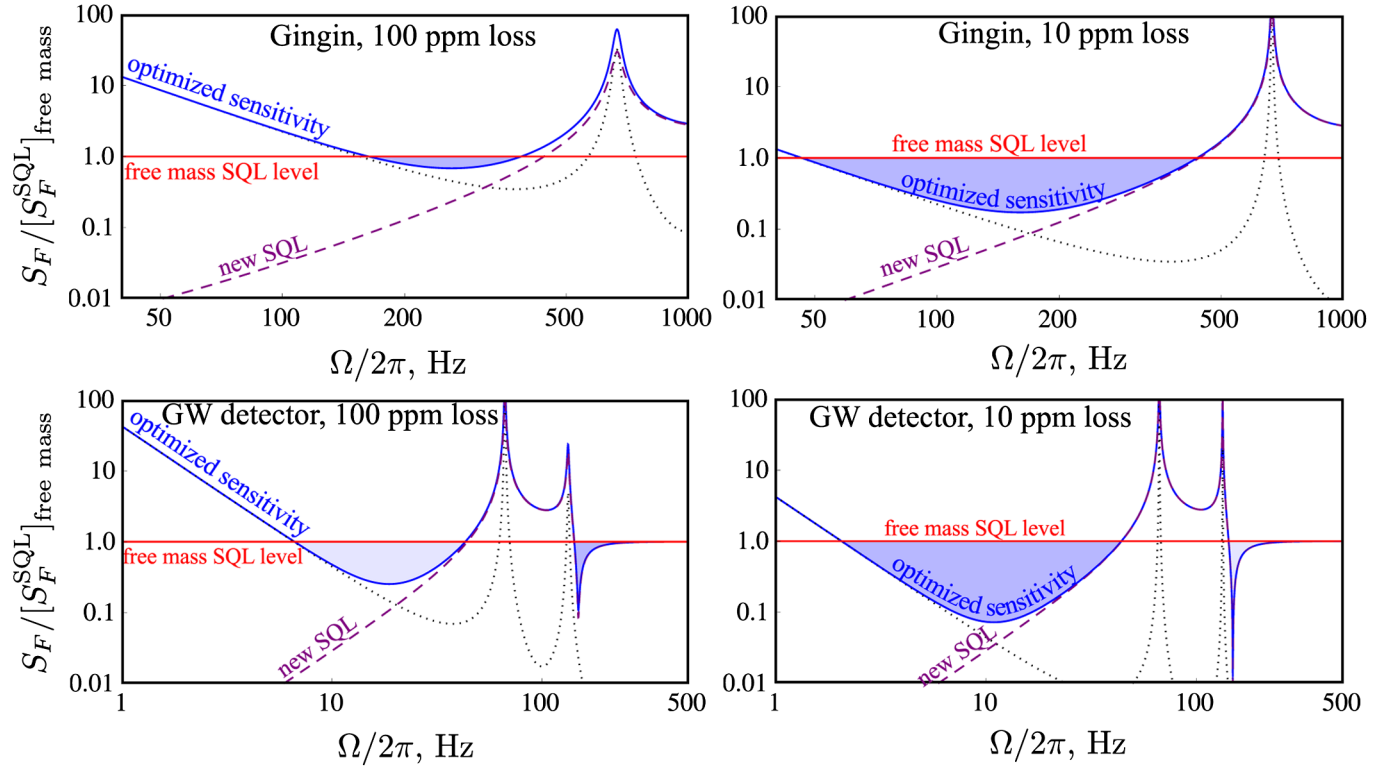 Gingin, 100 ppm loss
100
10
1.0
0.1
0.01
optimized sensitivity
free mass SQL level
new SQL
50 100 200 500 1000
Ω/2π, Hz
S_F/[S_F^SQL]free mass
Gingin, 10 ppm loss
100
10
1.0
0.1
0.01
free mass SQL level
optimized sensitivity
new SQL
50 100 200 500 1000
Ω/2π, Hz
GW detector, 100 ppm loss
100
10
1.0
0.1
0.01
optimized sensitivity
free mass SQL level
new SQL
1 10 100 500
Ω/2π, Hz
S_F/[S_F^SQL]free mass
GW detector, 10 ppm loss
100
10
1.0
0.1
0.01
free mass SQL level
optimized sensitivity
new SQL
1 10 100 500
Ω/2π, Hz